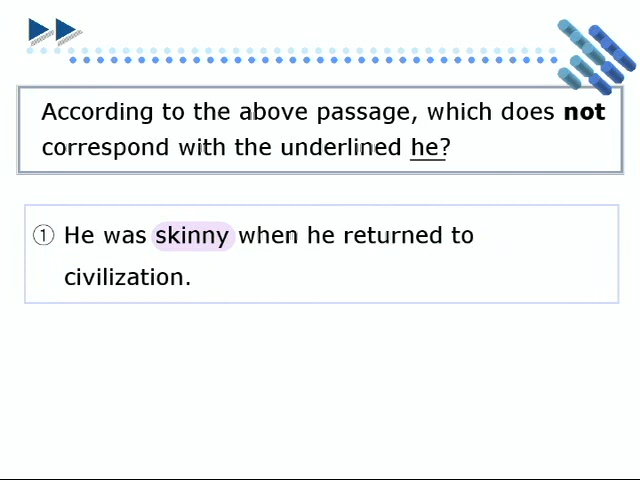 According to the above passage, which does not
correspond with the underlined he?
① He was skinny when he returned to
civilization.